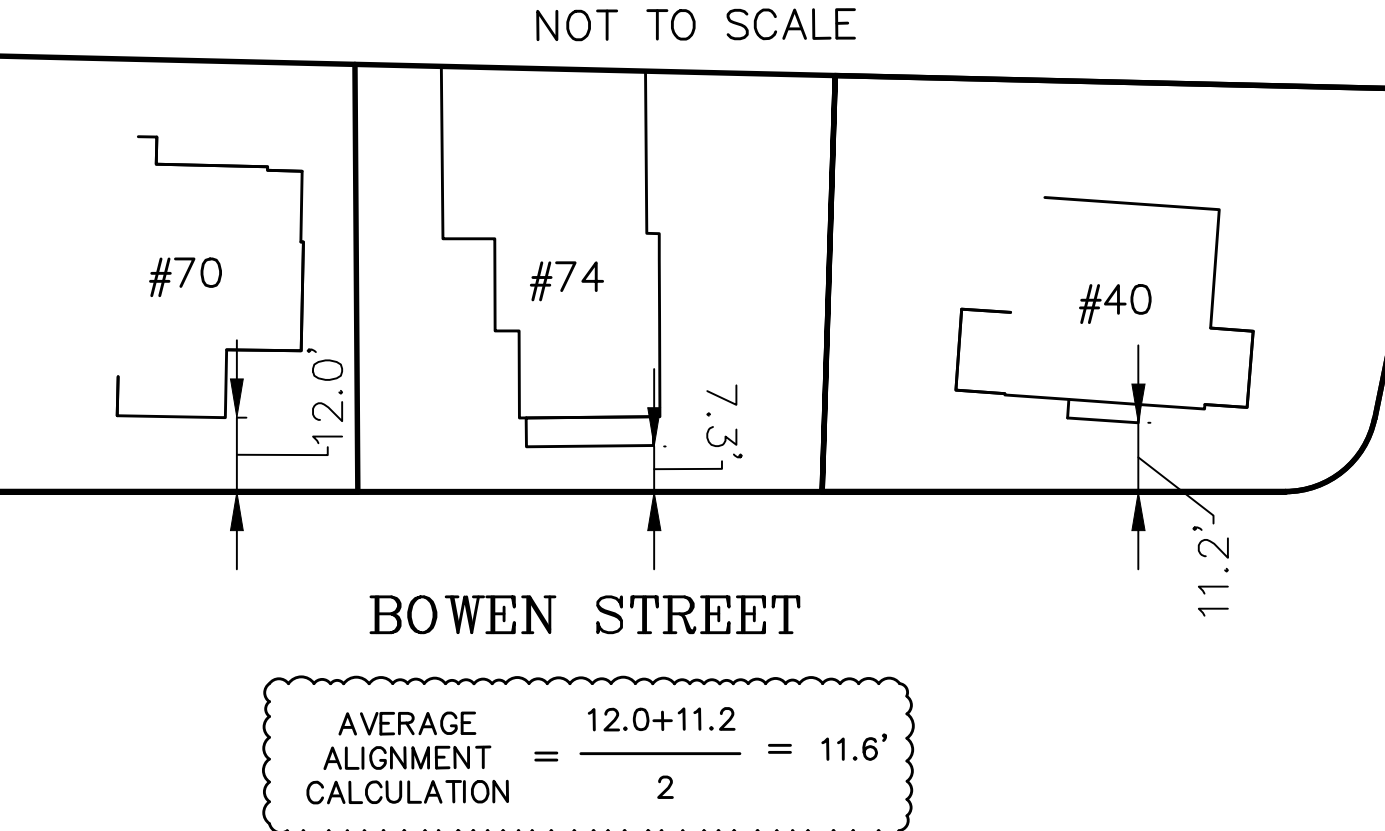 NOT TO SCALE
#70
#74
#40
12.0'
7.3'
11.2'
BOWEN STREET
AVERAGE
ALIGNMENT
CALCULATION
=
12.0+11.2
2
= 11.6'